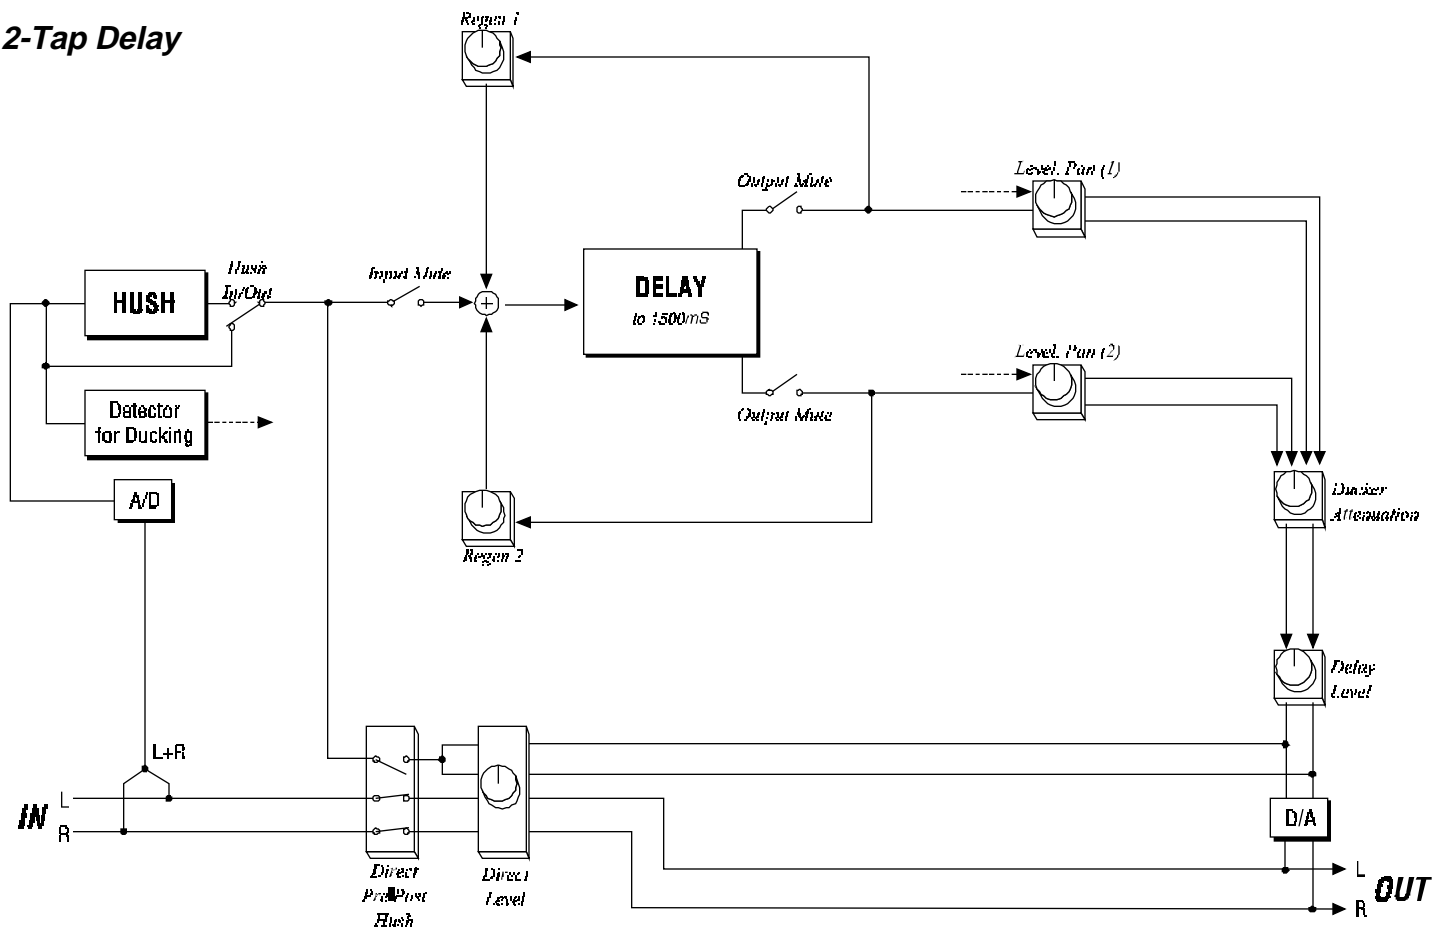 2-Tap Delay
Regen 1
Output Mute
Level. Pan (1)
Hush
In/Out
Input Mute
HUSH
DELAY
to 1500mS
Level. Pan (2)
Output Mute
Detector
for Ducking
A/D
Regen 2
Ducker
Attenuation
Delay
Level
L+R
IN
L
R
D/A
Direct
Pre/Post
Hush
Direct
Level
L
R
OUT